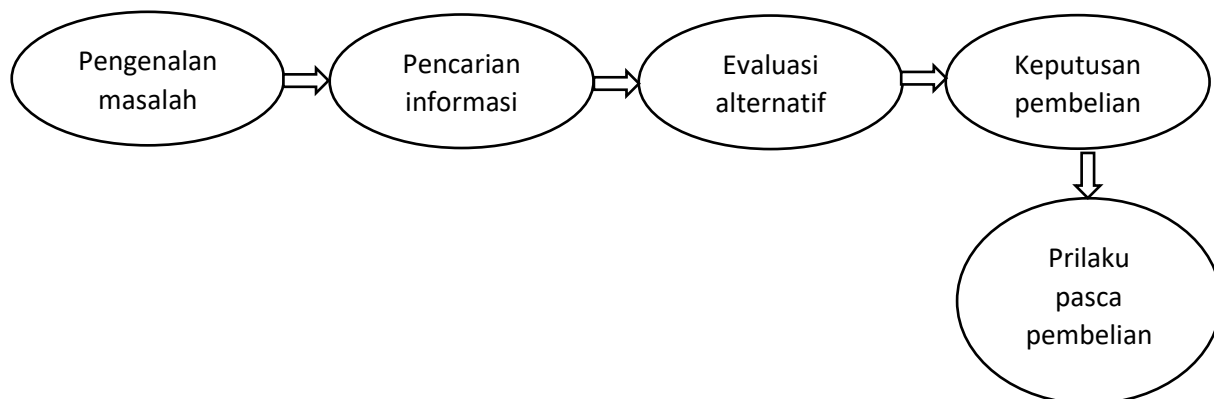 Pengenalan
masalah
Pencarian
informasi
Evaluasi
alternatif
Keputusan
pembelian
Prilaku
pasca
pembelian